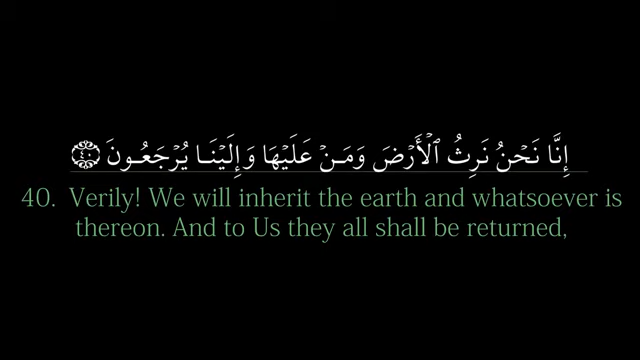 إِنَّا نَحْنُ نَرِثُ ٱلْأَرْضَ وَمَنْ عَلَيْهَا وَإِلَيْنَا يُرْجَعُونَ ٤٠
40. Verily! We will inherit the earth and whatsoever is
thereon. And to Us they all shall be returned,